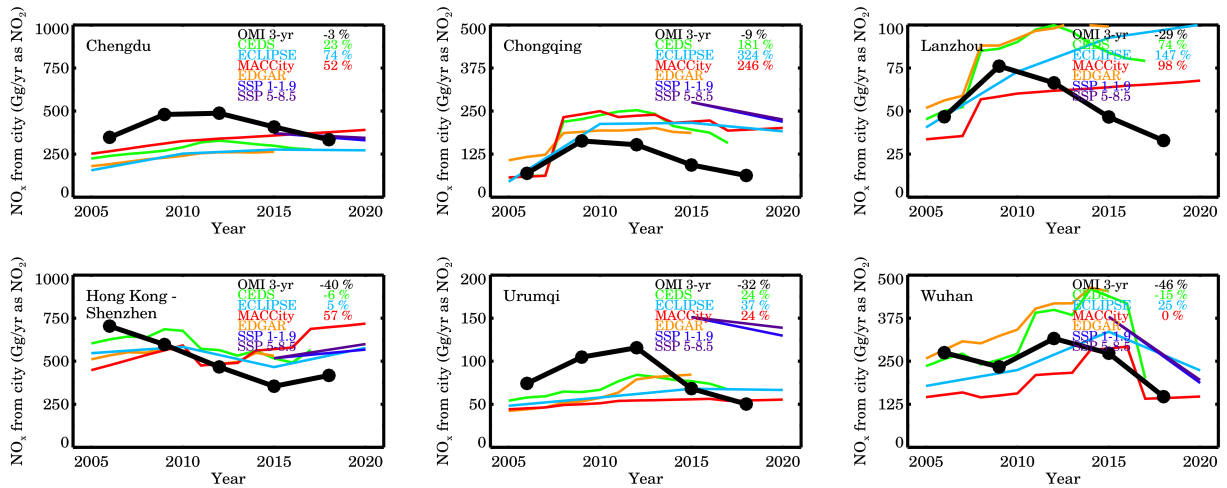 NOx from city (Gg/yr as NO2)
1000
750
500
250
0
Chengdu
OMI 3-yr -3 %
CEDS 23 %
ECLIPSE 74 %
MACCity 52 %
EDGAR
SSP 1-1.9
SSP 5-8.5
2005 2010 2015 2020
Year
NOx from city (Gg/yr as NO2)
500
375
250
125
0
Chongqing
OMI 3-yr -9 %
CEDS 181 %
ECLIPSE 324 %
MACCity 246 %
EDGAR
SSP 1-1.9
SSP 5-8.5
2005 2010 2015 2020
Year
NOx from city (Gg/yr as NO2)
100
75
50
25
0
Lanzhou
OMI 3-yr -29 %
CEDS 74 %
ECLIPSE 147 %
MACCity 98 %
EDGAR
SSP 1-1.9
SSP 5-8.5
2005 2010 2015 2020
Year
NOx from city (Gg/yr as NO2)
1000
750
500
250
0
Hong Kong -
Shenzhen
OMI 3-yr -40 %
CEDS -6 %
ECLIPSE 5 %
MACCity 57 %
EDGAR
SSP 1-1.9
SSP 5-8.5
2005 2010 2015 2020
Year
NOx from city (Gg/yr as NO2)
200
150
100
50
0
Urumqi
OMI 3-yr -32 %
CEDS 24 %
ECLIPSE 37 %
MACCity 24 %
EDGAR
SSP 1-1.9
SSP 5-8.5
2005 2010 2015 2020
Year
NOx from city (Gg/yr as NO2)
500
375
250
125
0
Wuhan
OMI 3-yr -46 %
CEDS -15 %
ECLIPSE 25 %
MACCity 0 %
EDGAR
SSP 1-1.9
SSP 5-8.5
2005 2010 2015 2020
Year